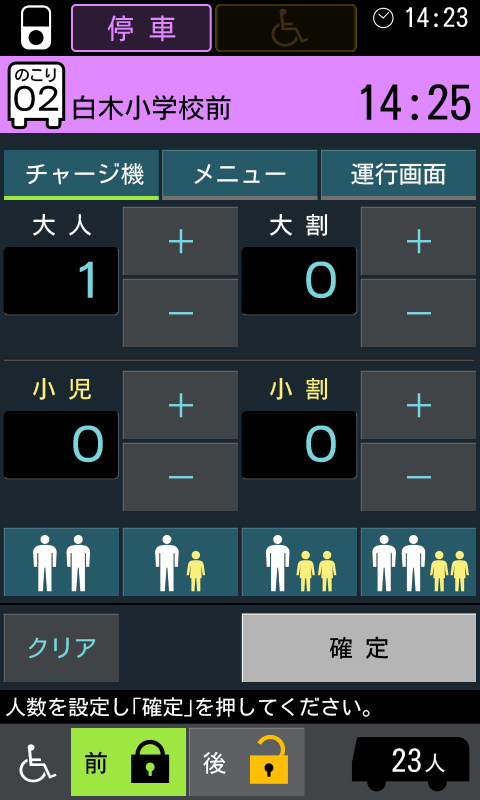 停車
14:23
のこり
02
白木小学校前
14:25
チャージ機
メニュー
運行画面
大人
1
+
−
大割
0
+
−
小児
0
+
−
小割
0
+
−
クリア
確定
人数を設定し「確定」を押してください。
前
後
23人